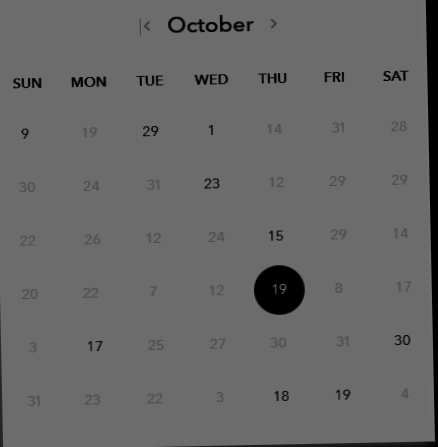 |< October >
SUN MON TUE WED THU FRI SAT
9 19 29 1 14 31 28
30 24 31 23 12 29 29
22 26 12 24 15 29 14
20 22 7 12 19 8 17
3 17 25 27 30 31 30
31 23 22 3 18 19 4